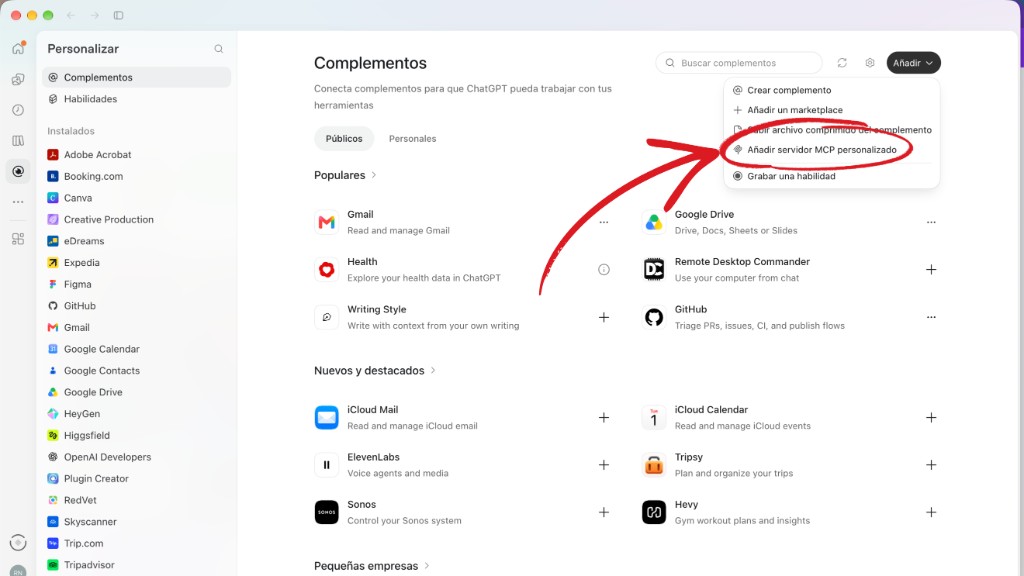 Personalizar
Complementos
Habilidades
Instalados
Adobe Acrobat
Booking.com
Canva
Creative Production
eDreams
Expedia
Figma
GitHub
Gmail
Google Calendar
Google Contacts
Google Drive
HeyGen
Higgsfield
OpenAI Developers
Plugin Creator
RedVet
Skyscanner
Trip.com
Tripadvisor
Complementos
Buscar complementos
Añadir
Conecta complementos para que ChatGPT pueda trabajar con tus
herramientas
Crear complemento
Añadir un marketplace
Subir archivo comprimido del complemento
Añadir servidor MCP personalizado
Grabar una habilidad
Públicos
Personales
Populares
Gmail
Read and manage Gmail
Google Drive
Drive, Docs, Sheets or Slides
Health
Explore your health data in ChatGPT
Remote Desktop Commander
Use your computer from chat
Writing Style
Write with context from your own writing
GitHub
Triage PRs, issues, CI, and publish flows
Nuevos y destacados
iCloud Mail
Read and manage iCloud email
iCloud Calendar
Read and manage iCloud events
ElevenLabs
Voice agents and media
Tripsy
Plan and organize your trips
SONOS
Sonos
Control your Sonos system
Hevy
Gym workout plans and insights
Pequeñas empresas